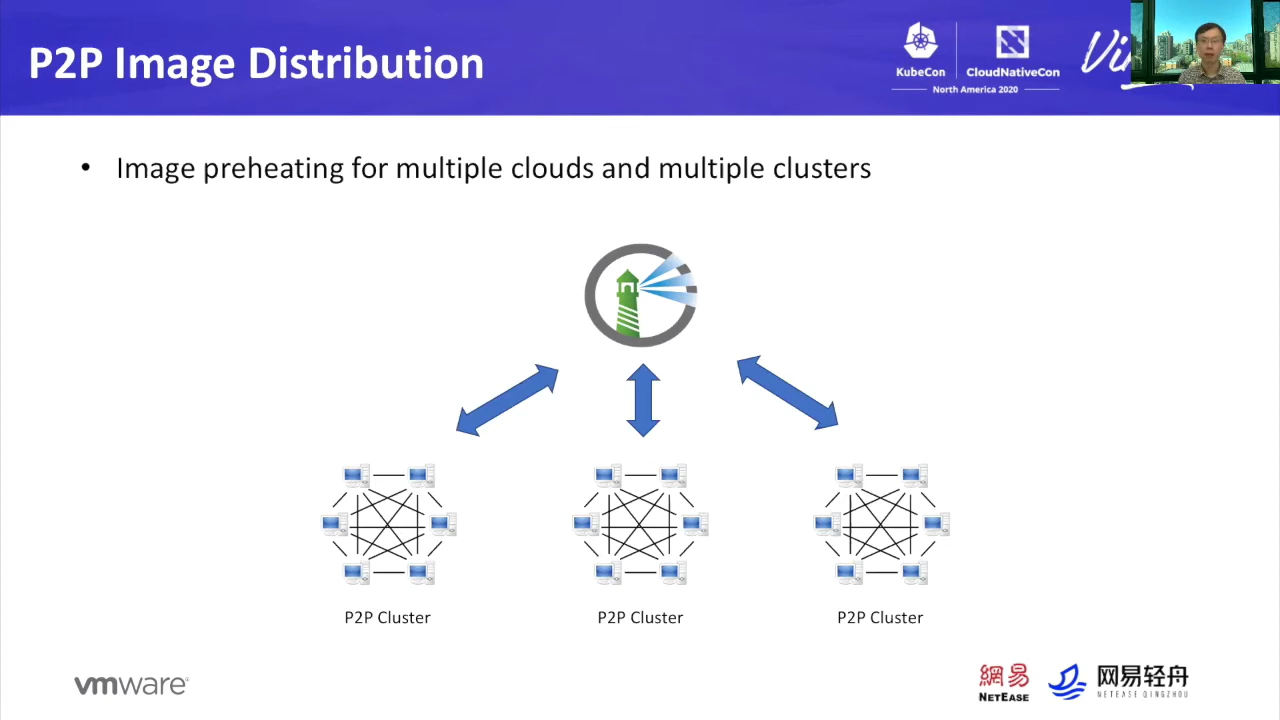 P2P Image Distribution
KubeCon
CloudNativeCon
North America 2020
• Image preheating for multiple clouds and multiple clusters
P2P Cluster
P2P Cluster
P2P Cluster
vmware
網易
NETEASE
网易轻舟
NETEASE QINGZHOU